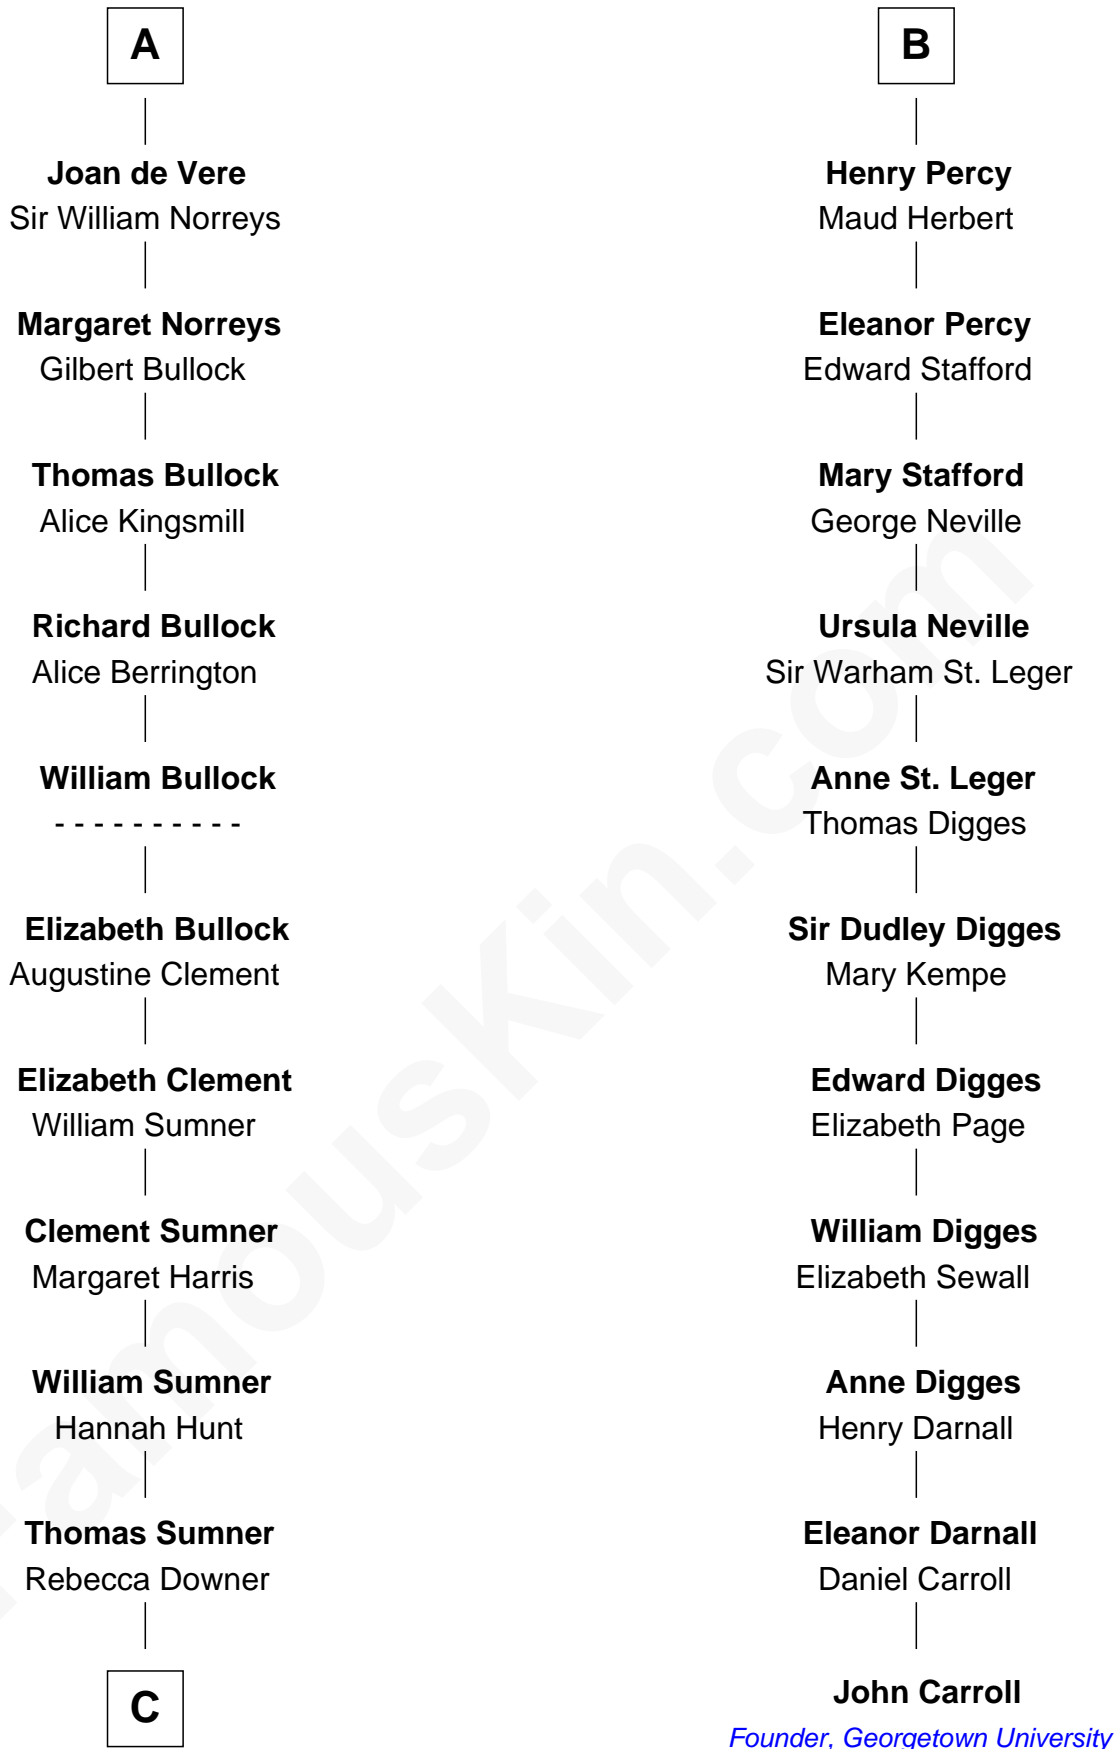 A
Joan de Vere
Sir William Norreys
Margaret Norreys
Gilbert Bullock
Thomas Bullock
Alice Kingsmill
Richard Bullock
Alice Berrington
William Bullock
- - - - - - - - - -
Elizabeth Bullock
Augustine Clement
Elizabeth Clement
William Sumner
Clement Sumner
Margaret Harris
William Sumner
Hannah Hunt
Thomas Sumner
Rebecca Downer
C
B
Henry Percy
Maud Herbert
Eleanor Percy
Edward Stafford
Mary Stafford
George Neville
Ursula Neville
Sir Warham St. Leger
Anne St. Leger
Thomas Digges
Sir Dudley Digges
Mary Kempe
Edward Digges
Elizabeth Page
William Digges
Elizabeth Sewall
Anne Digges
Henry Darnall
Eleanor Darnall
Daniel Carroll
John Carroll
Founder, Georgetown University
FamousKin.com